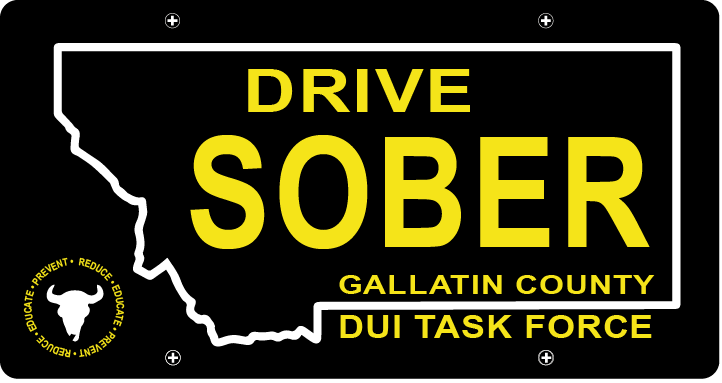 DRIVE
SOBER
GALLATIN COUNTY
DUI TASK FORCE
REDUCE • EDUCATE • PREVENT • REDUCE • EDUCATE • PREVENT •